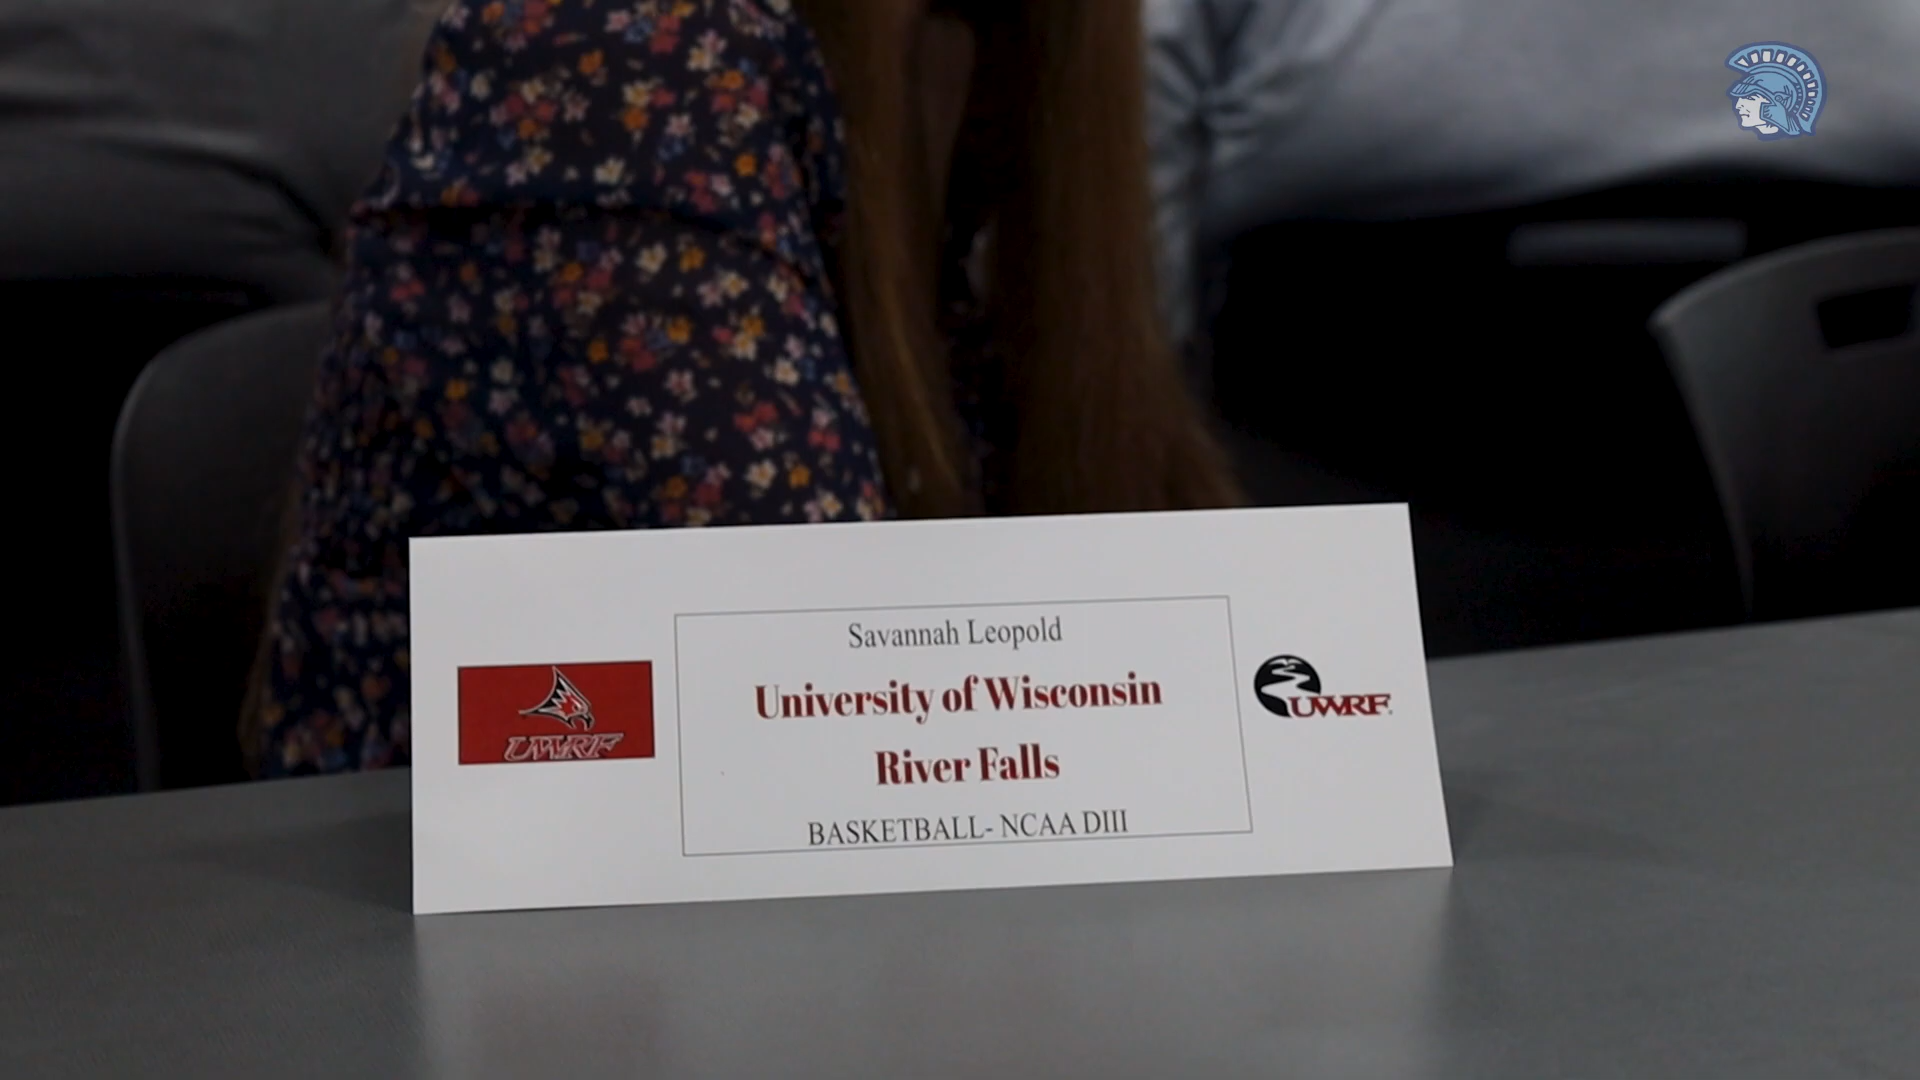 Savannah Leopold
University of Wisconsin
River Falls
BASKETBALL- NCAA DIII
UWRF
UWRF